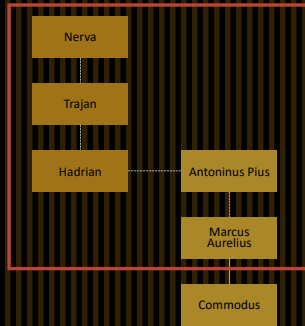 Nerva
Trajan
Hadrian
Antoninus Pius
Marcus
Aurelius
Commodus